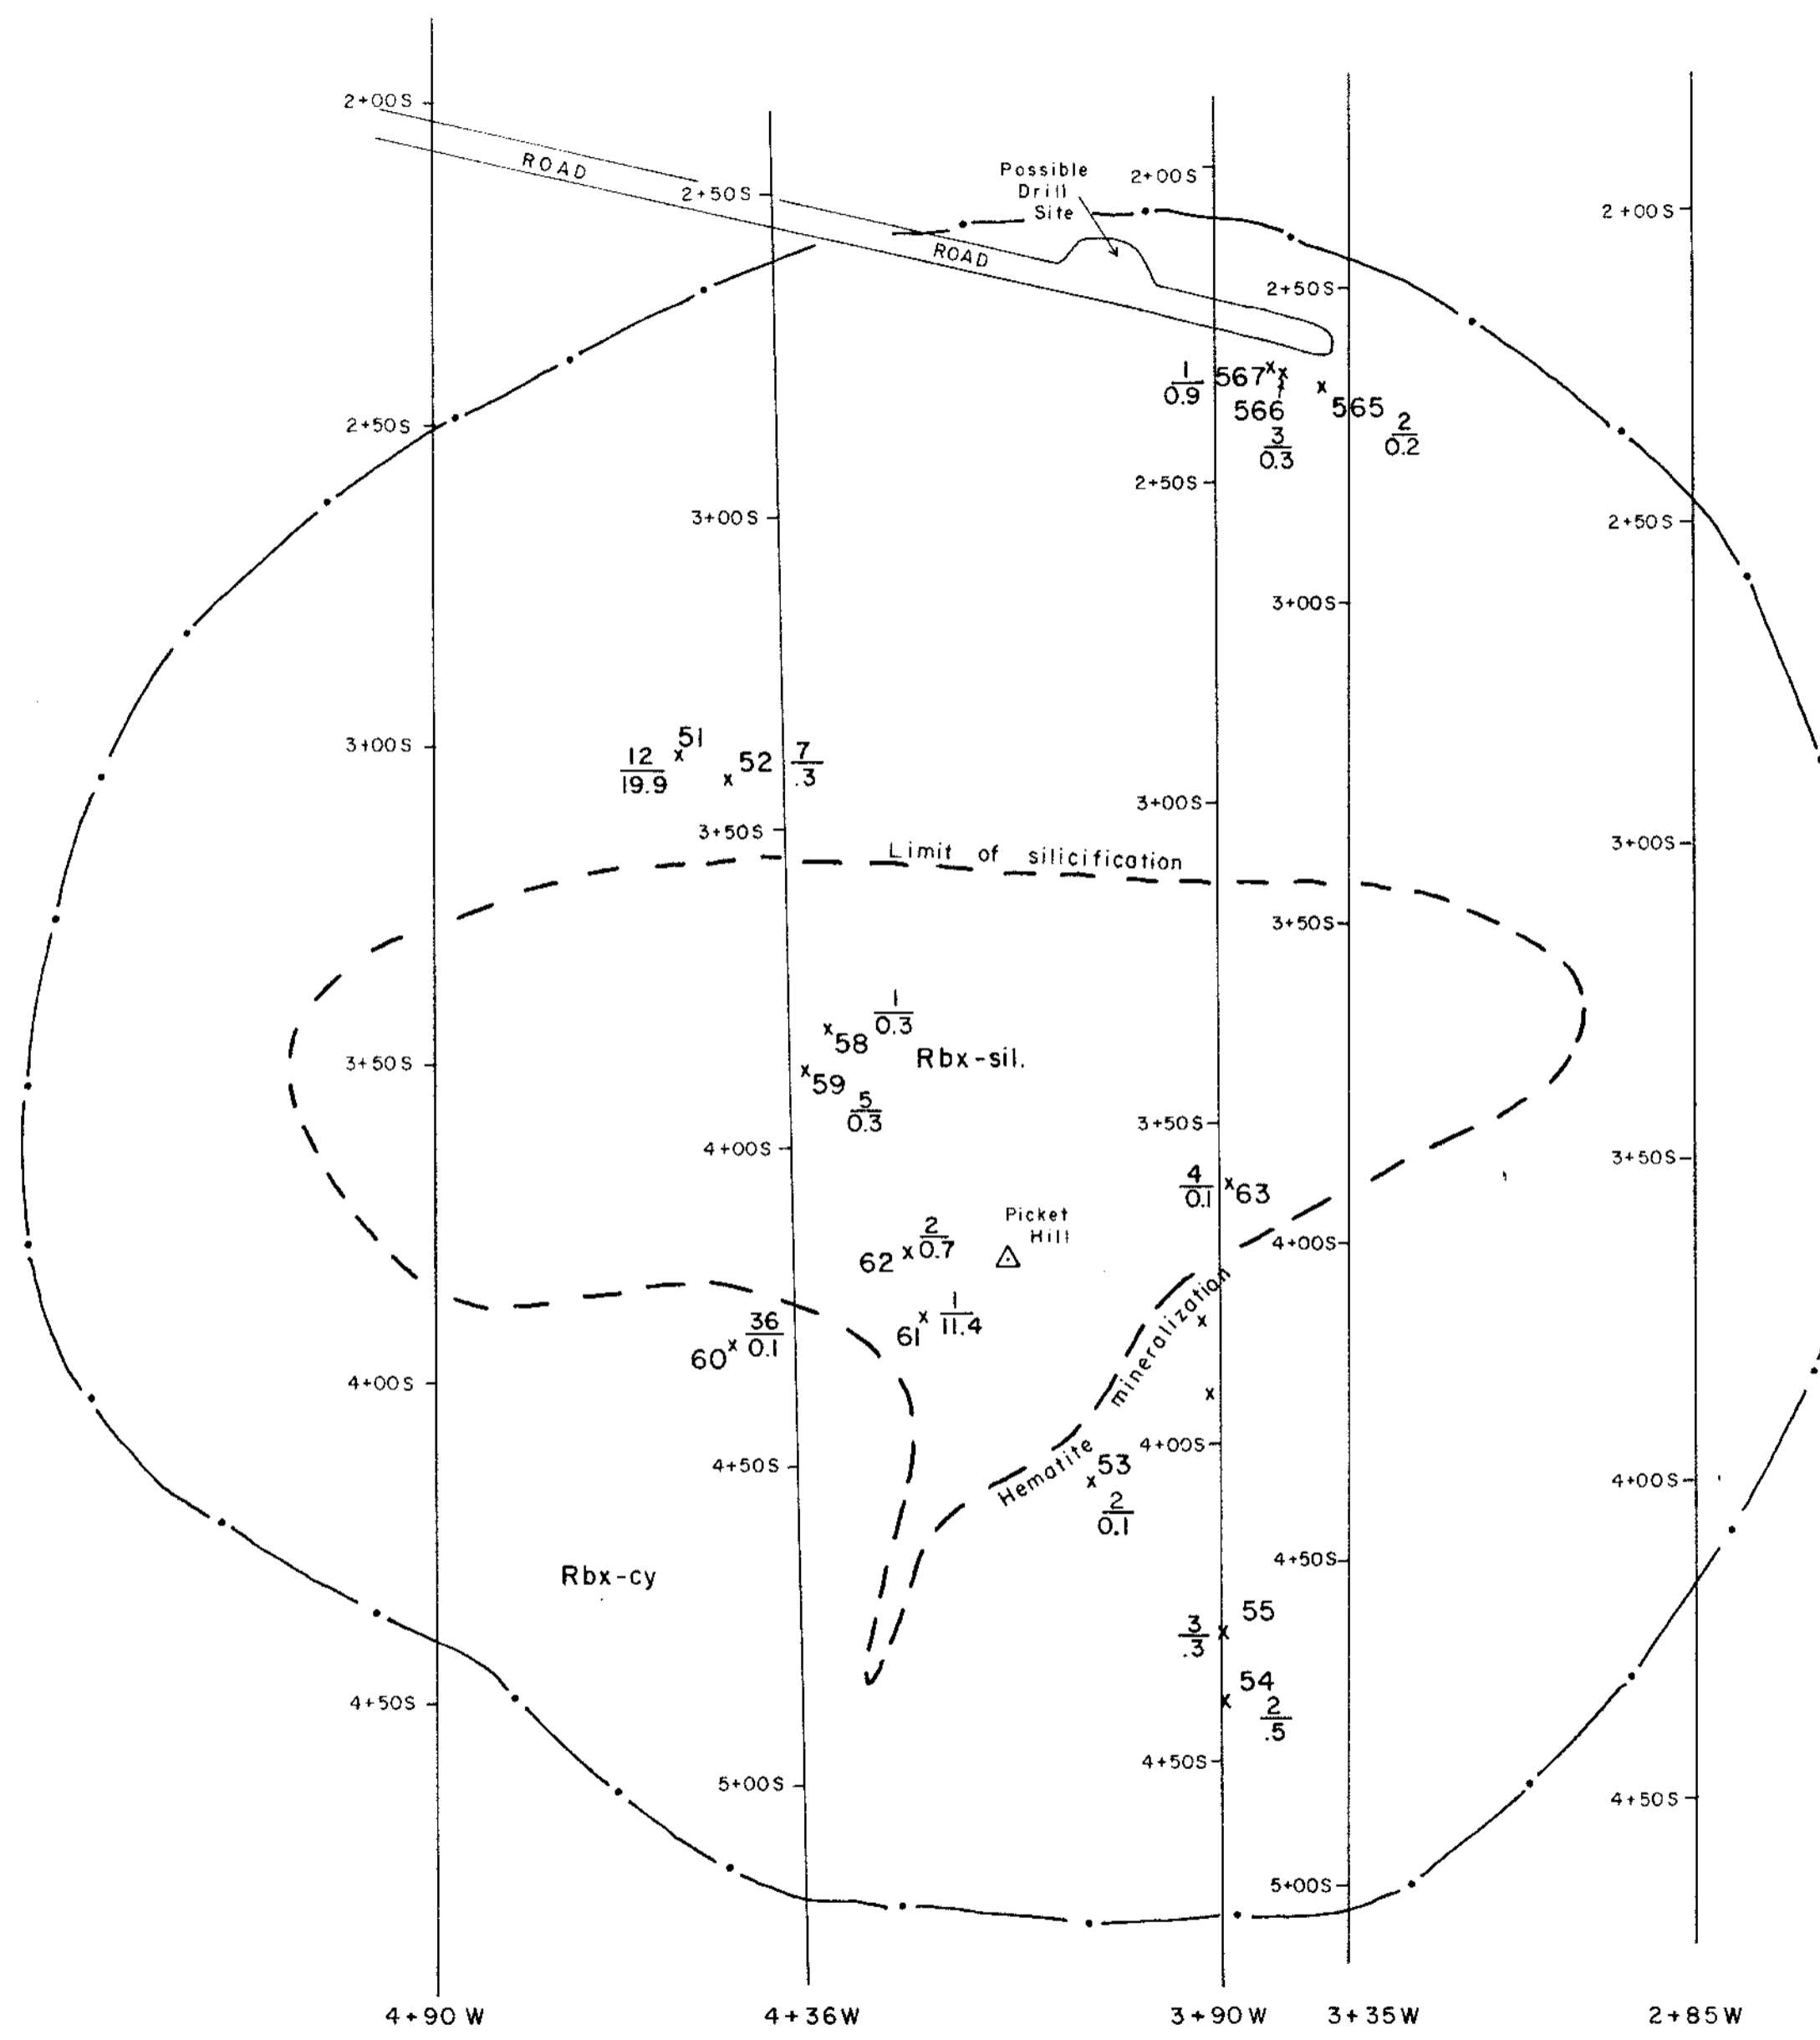 2+00S
ROAD
2+50S
Possible
Drill
Site
2+00S
2+00S
ROAD
2+50S
1
0.9
567
566
3
0.3
565
2
0.2
2+50S
2+50S
3+00S
2+50S
3+00S
3+00S
51
12
19.9
52
7
.3
3+50S
3+00S
3+00S
Limit of silicification
3+50S
58
1
0.3
Rbx-sil.
3+50S
59
5
0.3
4+00S
3+50S
3+50S
4
0.1
63
Picket
Hill
62
2
0.7
4+00S
60
36
0.1
61
1
11.4
Hematite mineralization
4+00S
4+50S
4+00S
53
2
0.1
4+00S
4+50S
Rbx-cy
55
3
.3
54
2
.5
4+50S
5+00S
4+50S
4+50S
5+00S
4+90 W
4+36W
3+90W
3+35W
2+85W